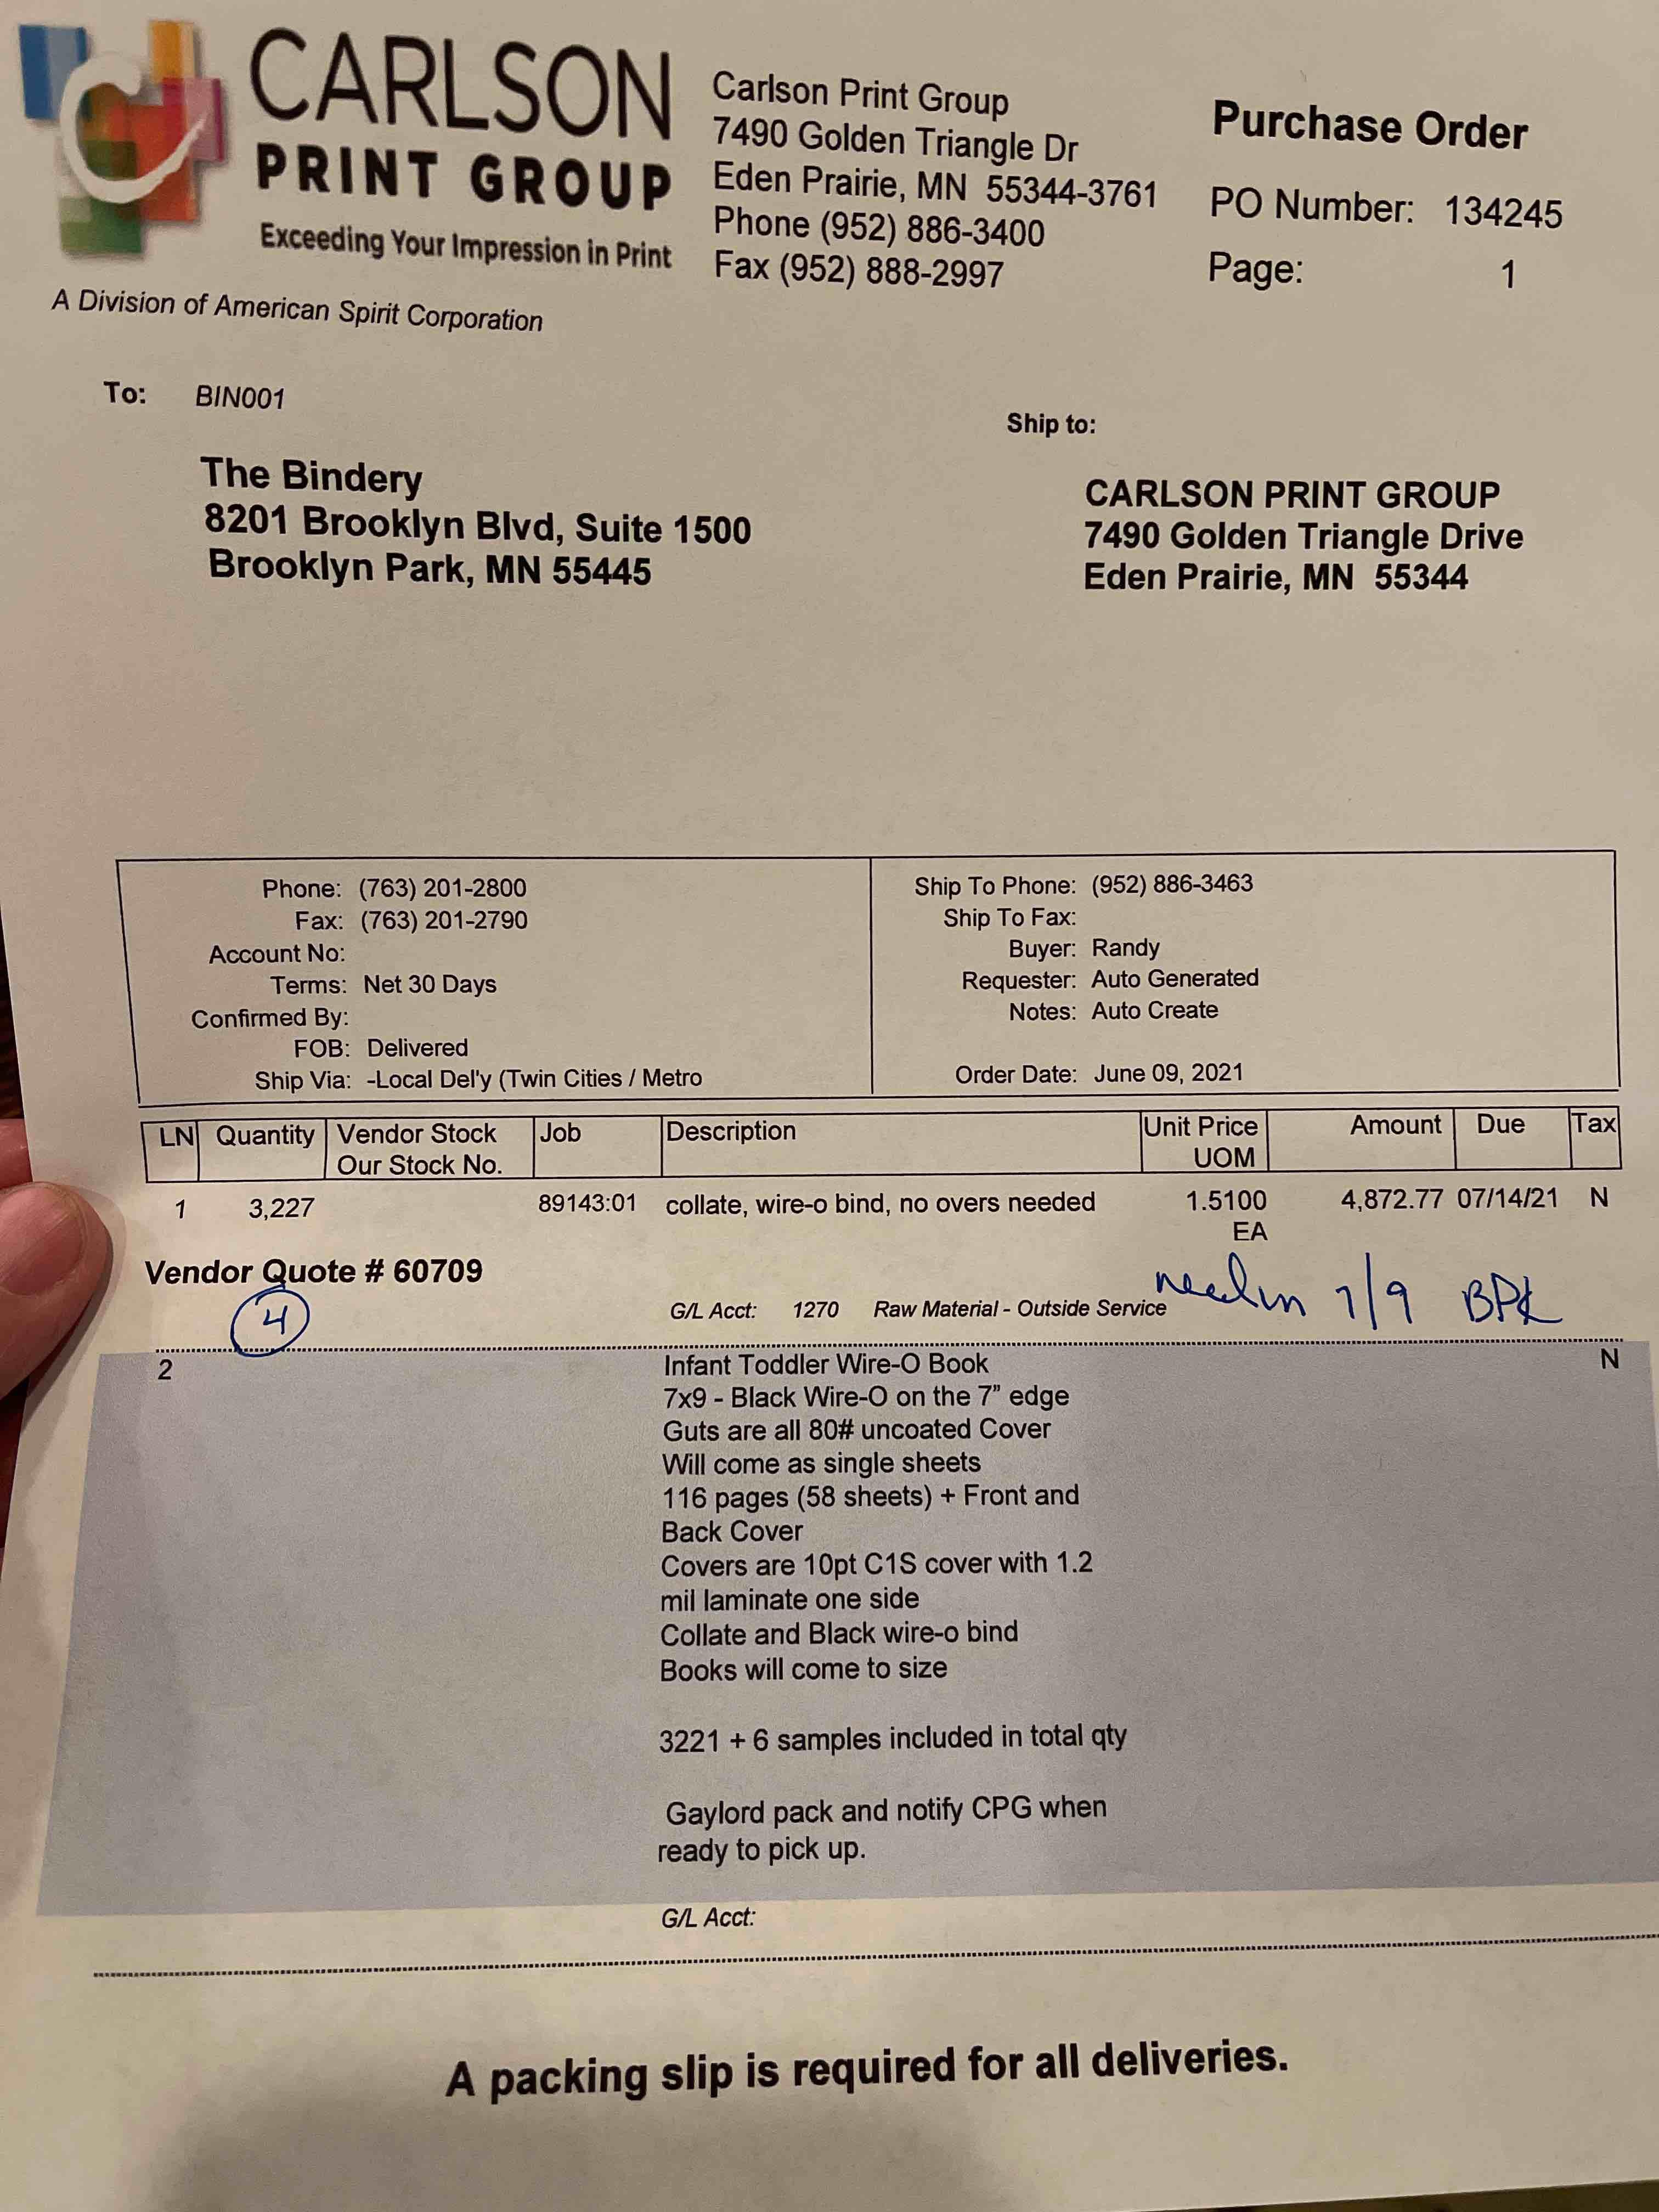 CARLSON
PRINT GROUP
Exceeding Your Impression in Print
A Division of American Spirit Corporation
Carlson Print Group
7490 Golden Triangle Dr
Eden Prairie, MN 55344-3761
Phone (952) 886-3400
Fax (952) 888-2997
Purchase Order
PO Number: 134245
Page: 1
To: BIN001
The Bindery
8201 Brooklyn Blvd, Suite 1500
Brooklyn Park, MN 55445
Ship to:
CARLSON PRINT GROUP
7490 Golden Triangle Drive
Eden Prairie, MN 55344
Phone: (763) 201-2800
Fax: (763) 201-2790
Account No:
Terms: Net 30 Days
Confirmed By:
FOB: Delivered
Ship Via: -Local Del'y (Twin Cities / Metro
Ship To Phone: (952) 886-3463
Ship To Fax:
Buyer: Randy
Requester: Auto Generated
Notes: Auto Create
Order Date: June 09, 2021
LN Quantity Vendor Stock Job Description Unit Price Amount Due Tax
Our Stock No. UOM
1 3,227 89143:01 collate, wire-o bind, no overs needed 1.5100 4,872.77 07/14/21 N
EA
Vendor Quote # 60709
4
G/L Acct: 1270 Raw Material - Outside Service
need in 7/9 BPK
2 Infant Toddler Wire-O Book N
7x9 - Black Wire-O on the 7” edge
Guts are all 80# uncoated Cover
Will come as single sheets
116 pages (58 sheets) + Front and
Back Cover
Covers are 10pt C1S cover with 1.2
mil laminate one side
Collate and Black wire-o bind
Books will come to size
3221 + 6 samples included in total qty
Gaylord pack and notify CPG when
ready to pick up.
G/L Acct:
A packing slip is required for all deliveries.